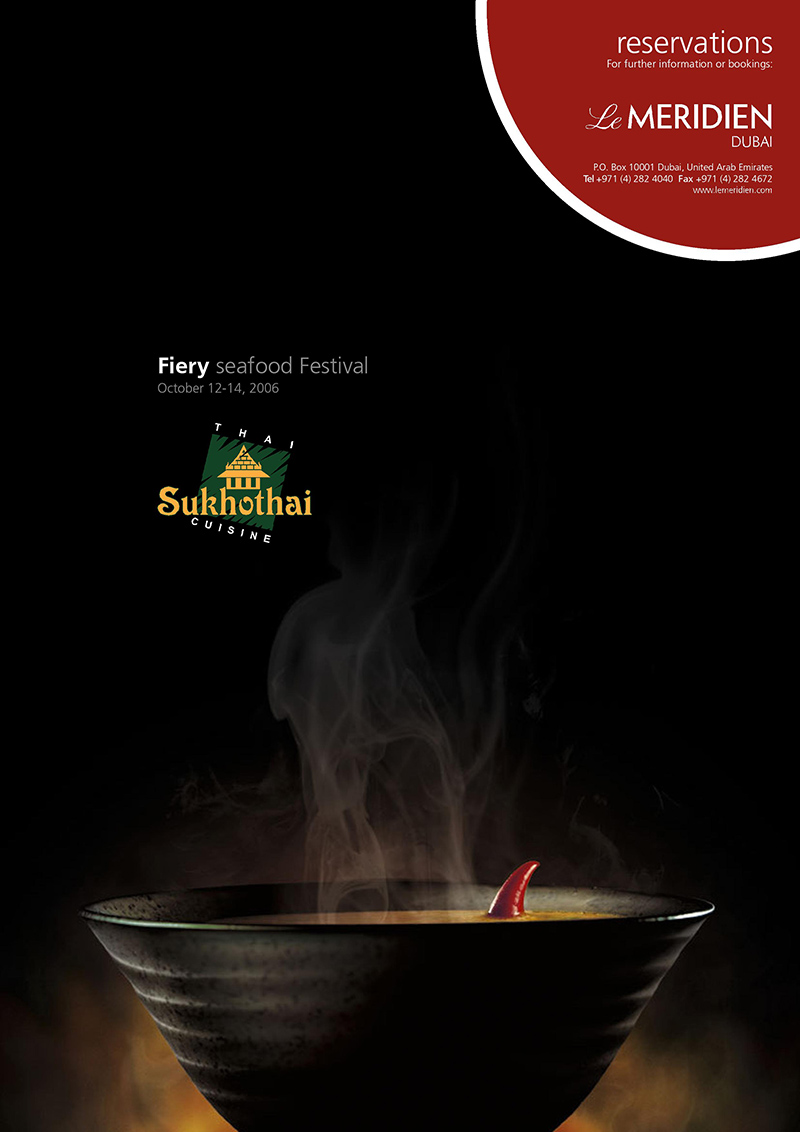 reservations
For further information or bookings:
Le MERIDIEN
DUBAI
P.O. Box 10001 Dubai, United Arab Emirates
Tel +971 (4) 282 4040 Fax +971 (4) 282 4672
www.lemeridien.com
Fiery seafood Festival
October 12-14, 2006
THAI
Sukhothai
CUISINE